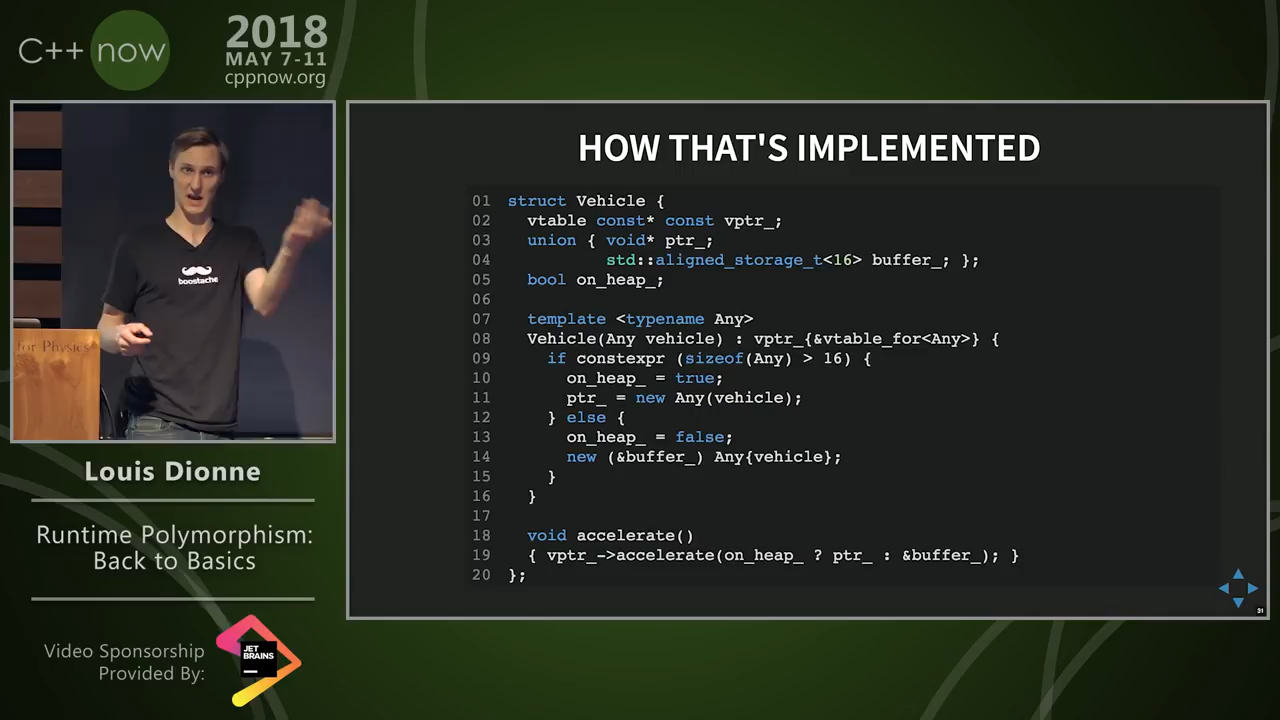 C++ now
2018
MAY 7-11
cppnow.org
boostache
for Physics
Louis Dionne
Runtime Polymorphism:
Back to Basics
Video Sponsorship
Provided By:
JET
BRAINS
HOW THAT'S IMPLEMENTED
01 struct Vehicle {
02   vtable const* const vptr_;
03   union { void* ptr_;
04           std::aligned_storage_t<16> buffer_; };
05   bool on_heap_;
06
07   template <typename Any>
08   Vehicle(Any vehicle) : vptr_{&vtable_for<Any>} {
09     if constexpr (sizeof(Any) > 16) {
10       on_heap_ = true;
11       ptr_ = new Any(vehicle);
12     } else {
13       on_heap_ = false;
14       new (&buffer_) Any{vehicle};
15     }
16   }
17
18   void accelerate()
19   { vptr_->accelerate(on_heap_ ? ptr_ : &buffer_); }
20 };
31